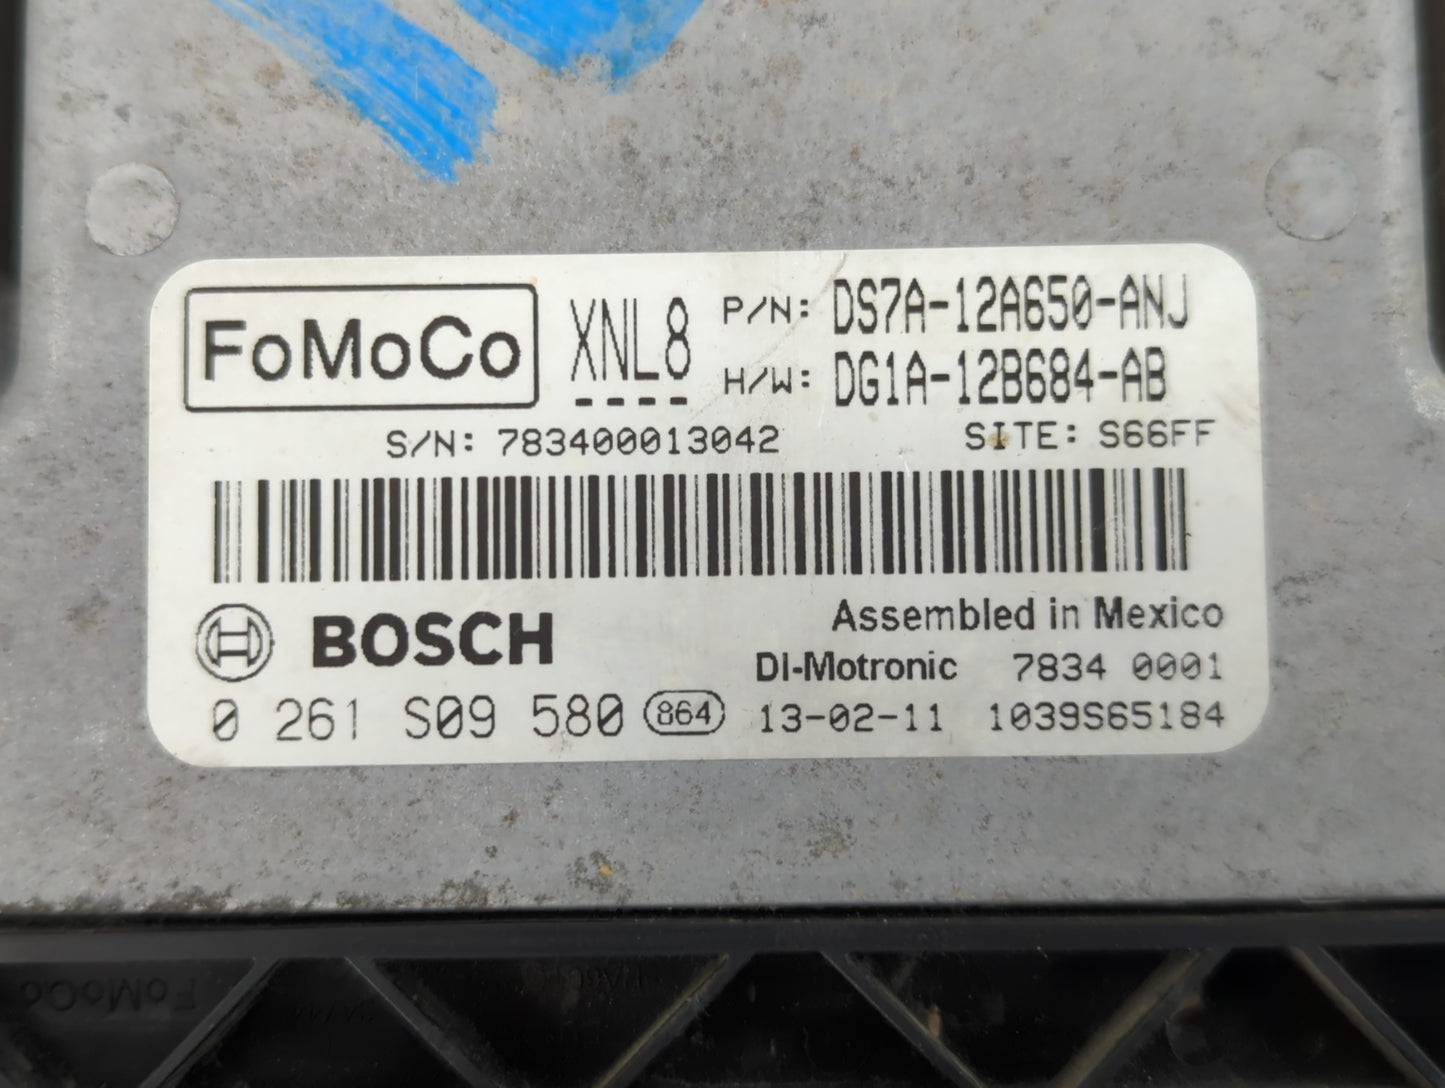 FoMoCo XNL8 P/N: DS7A-12A650-ANJ
H/W: DG1A-12B684-AB
S/N: 783400013042 SITE: S66FF
BOSCH Assembled in Mexico
DI-Motronic 7834 0001
0 261 S09 580 864 13-02-11 1039S65184
FoMoCo